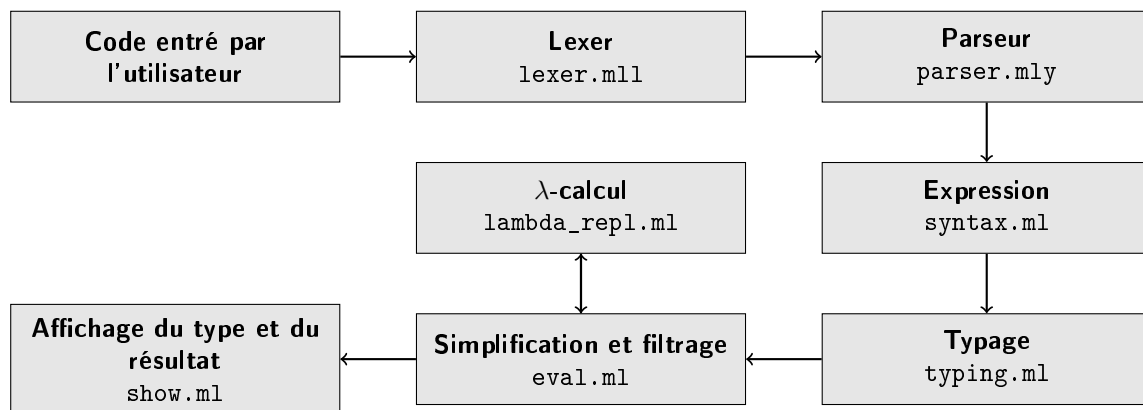 Code entré par
l'utilisateur
Lexer
lexer.mll
Parseur
parser.mly
λ-calcul
lambda_repl.ml
Expression
syntax.ml
Affichage du type et du
résultat
show.ml
Simplification et filtrage
eval.ml
Typage
typing.ml